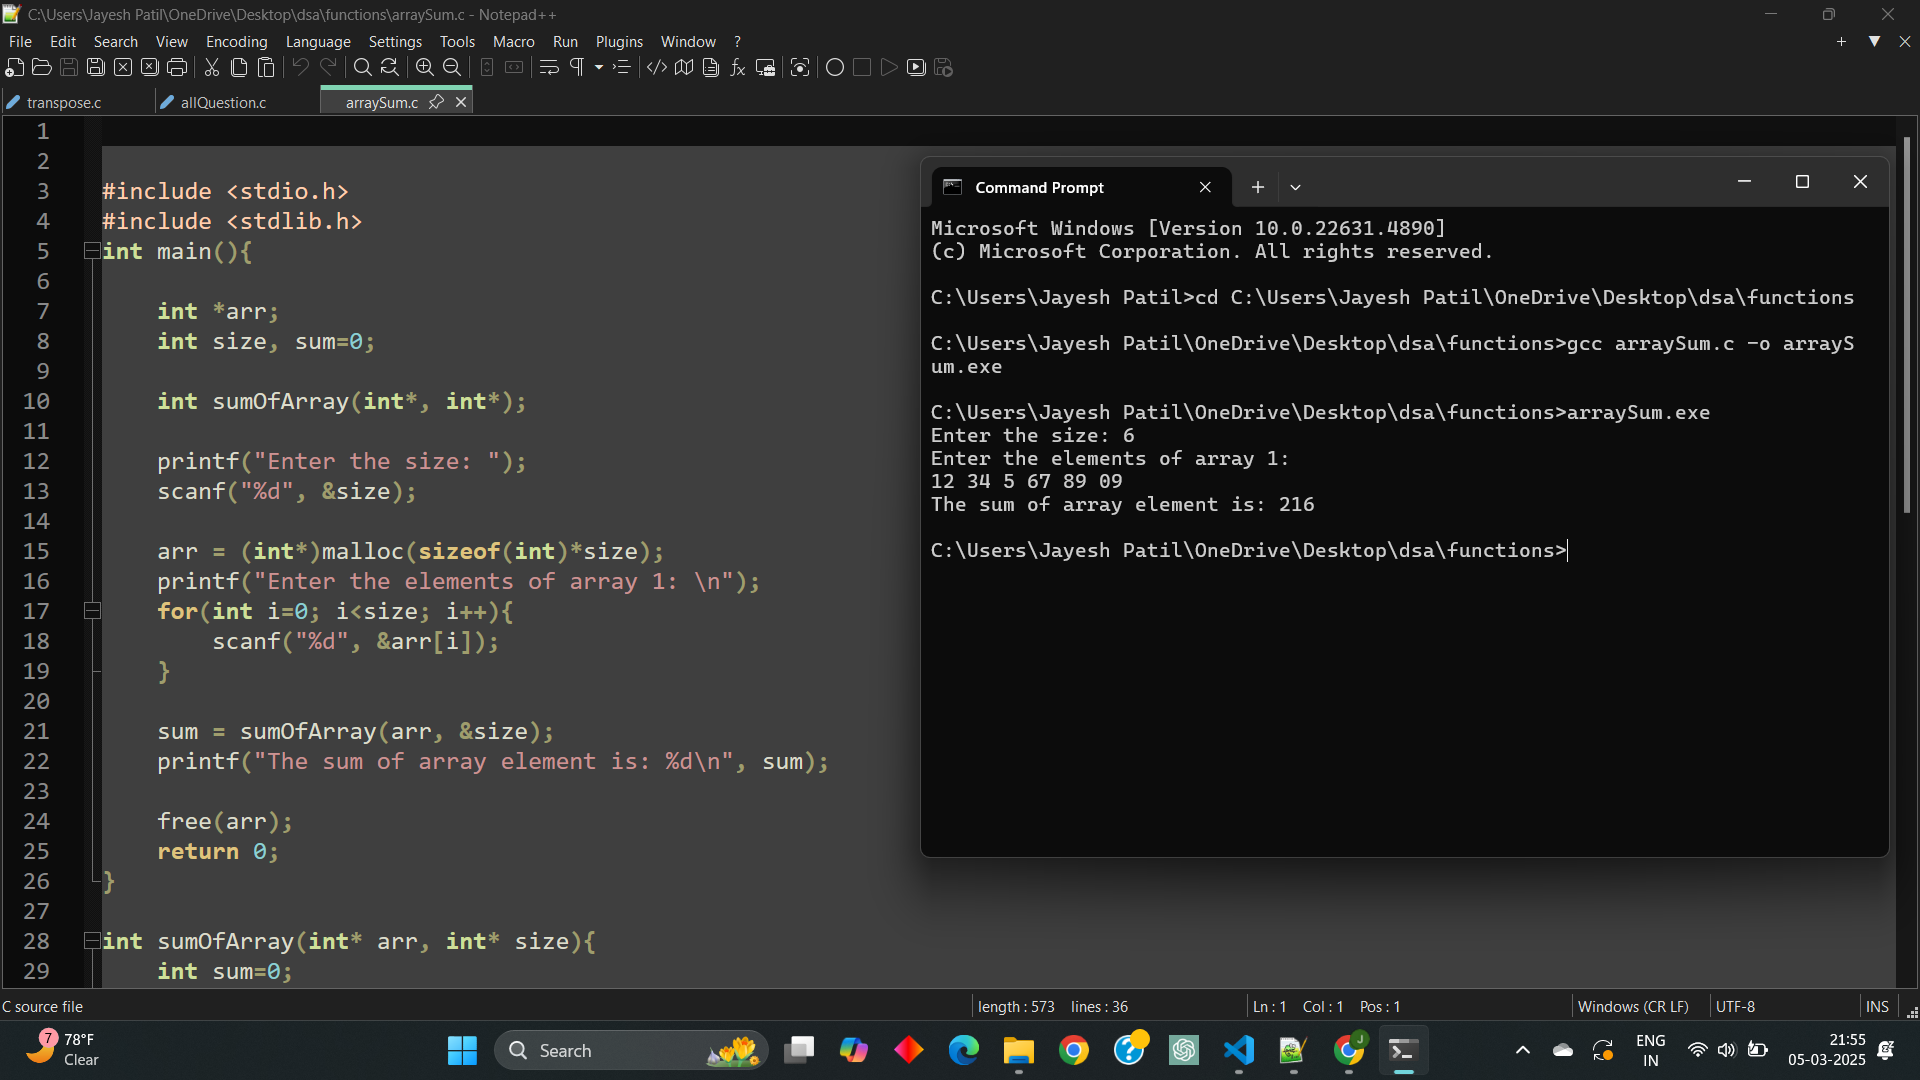 C:\Users\Jayesh Patil\OneDrive\Desktop\dsa\functions\arraySum.c - Notepad++
File Edit Search View Encoding Language Settings Tools Macro Run Plugins Window ?
transpose.c allQuestion.c arraySum.c
1
2
3 #include <stdio.h>
4 #include <stdlib.h>
5 int main(){
6
7 int *arr;
8 int size, sum=0;
9
10 int sumOfArray(int*, int*);
11
12 printf("Enter the size: ");
13 scanf("%d", &size);
14
15 arr = (int*)malloc(sizeof(int)*size);
16 printf("Enter the elements of array 1: \n");
17 for(int i=0; i<size; i++){
18 scanf("%d", &arr[i]);
19 }
20
21 sum = sumOfArray(arr, &size);
22 printf("The sum of array element is: %d\n", sum);
23
24 free(arr);
25 return 0;
26 }
27
28 int sumOfArray(int* arr, int* size){
29 int sum=0;
Command Prompt
Microsoft Windows [Version 10.0.22631.4890]
(c) Microsoft Corporation. All rights reserved.
C:\Users\Jayesh Patil>cd C:\Users\Jayesh Patil\OneDrive\Desktop\dsa\functions
C:\Users\Jayesh Patil\OneDrive\Desktop\dsa\functions>gcc arraySum.c -o arrayS
um.exe
C:\Users\Jayesh Patil\OneDrive\Desktop\dsa\functions>arraySum.exe
Enter the size: 6
Enter the elements of array 1:
12 34 5 67 89 09
The sum of array element is: 216
C:\Users\Jayesh Patil\OneDrive\Desktop\dsa\functions>
C source file length : 573 lines : 36 Ln : 1 Col : 1 Pos : 1 Windows (CR LF) UTF-8 INS
7 78°F
Clear
Search
J
ENG
IN
21:55
05-03-2025